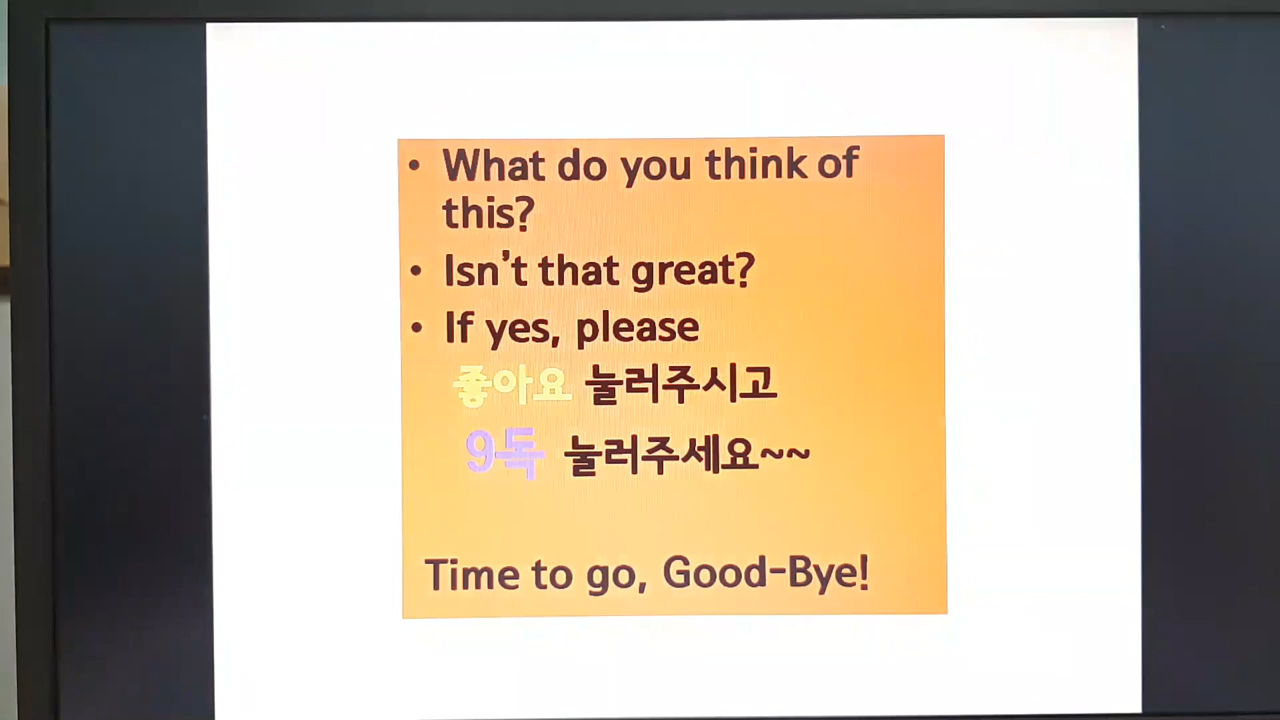 • What do you think of
this?
• Isn't that great?
• If yes, please
좋아요 눌러주시고
9독 눌러주세요~~
Time to go, Good-Bye!